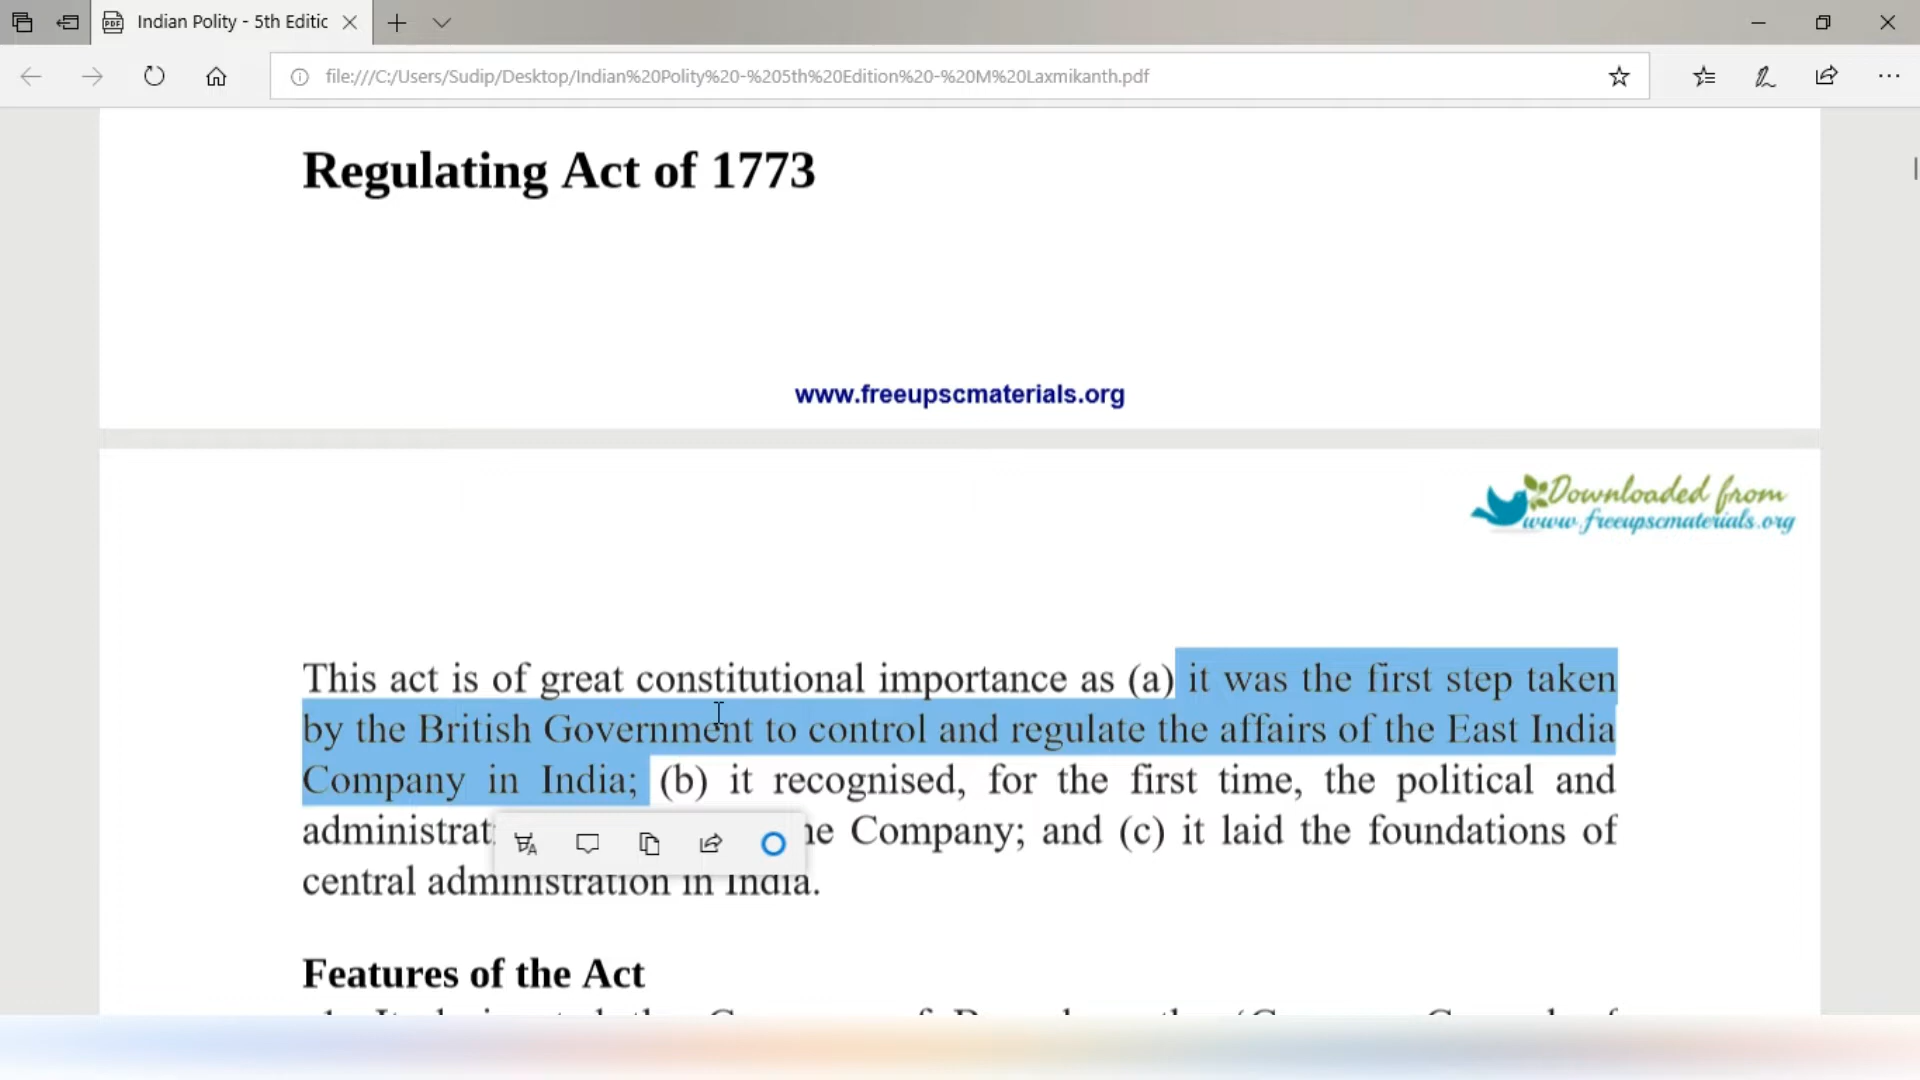 Indian Polity - 5th Editic
file:///C:/Users/Sudip/Desktop/Indian%20Polity%20-%205th%20Edition%20-%20M%20Laxmikanth.pdf
Regulating Act of 1773
www.freeupscmaterials.org
Downloaded from
www.freeupscmaterials.org
This act is of great constitutional importance as (a) it was the first step taken
by the British Government to control and regulate the affairs of the East India
Company in India; (b) it recognised, for the first time, the political and
administrat he Company; and (c) it laid the foundations of
central administration in India.
Features of the Act